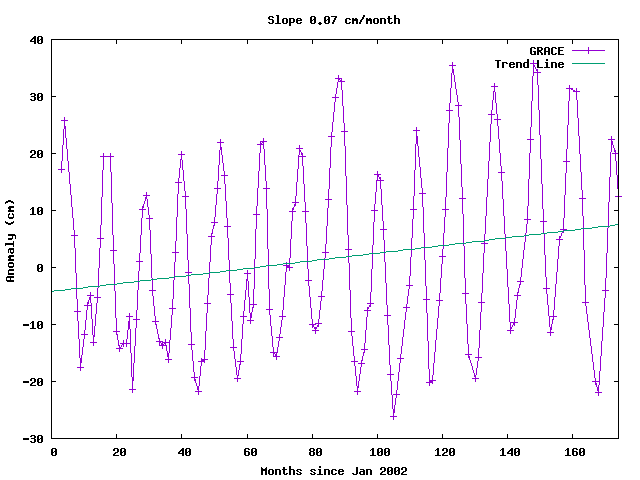 Slope 0.07 cm/month
GRACE
Trend Line
40
30
20
10
0
-10
-20
-30
Anomaly (cm)
0 20 40 60 80 100 120 140 160
Months since Jan 2002